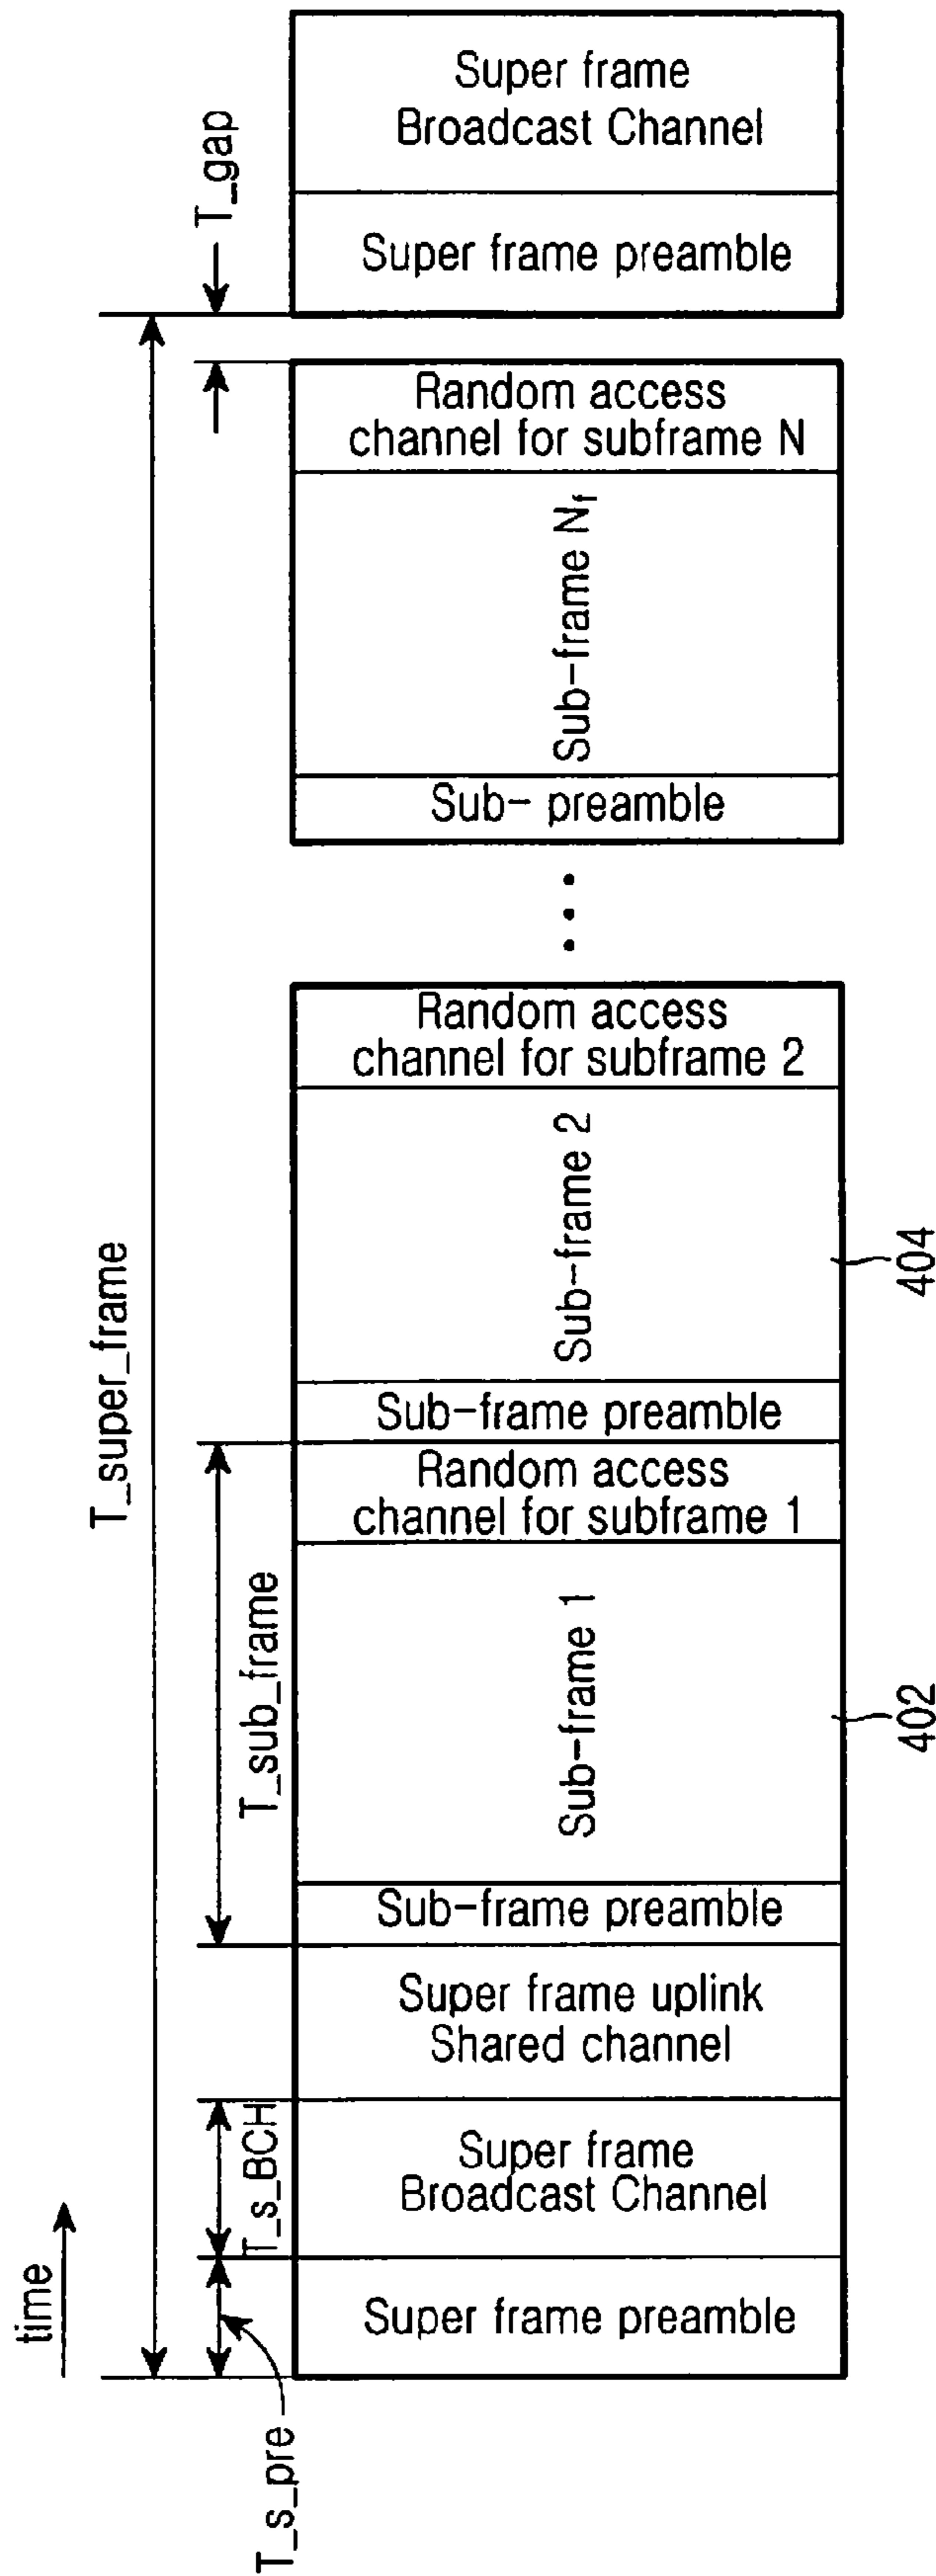 time
T_super_frame
T_s_pre
T_s_BCH
T_sub_frame
T_gap
Super frame preamble
Super frame
Broadcast Channel
Super frame uplink
Shared channel
Sub-frame preamble
Sub-frame 1
Random access
channel for subframe 1
Sub-frame preamble
Sub-frame 2
Random access
channel for subframe 2
• • •
Sub- preamble
Sub-frame Nf
Random access
channel for subframe N
Super frame preamble
Super frame
Broadcast Channel
402
404